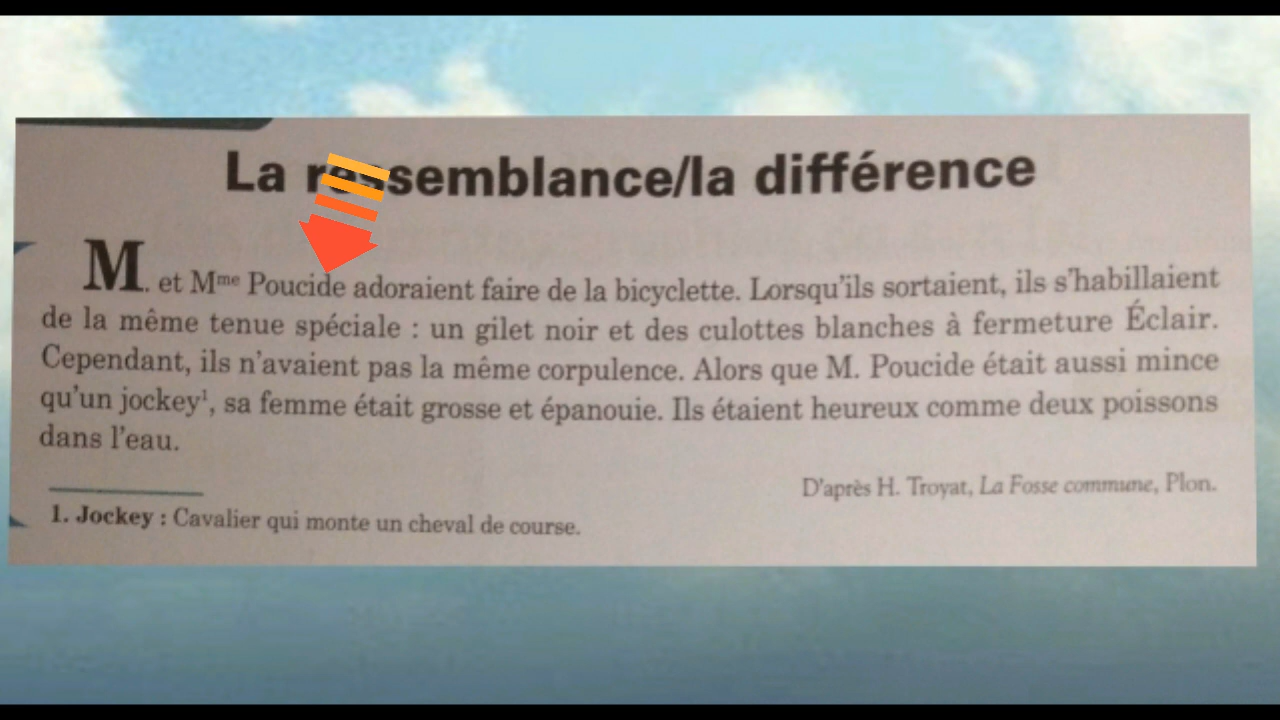 La ressemblance/la différence
M. et Mme Poucide adoraient faire de la bicyclette. Lorsqu'ils sortaient, ils s'habillaient
de la même tenue spéciale : un gilet noir et des culottes blanches à fermeture Éclair.
Cependant, ils n'avaient pas la même corpulence. Alors que M. Poucide était aussi mince
qu'un jockey¹, sa femme était grosse et épanouie. Ils étaient heureux comme deux poissons
dans l'eau.
D'après H. Troyat, La Fosse commune, Plon.
1. Jockey : Cavalier qui monte un cheval de course.